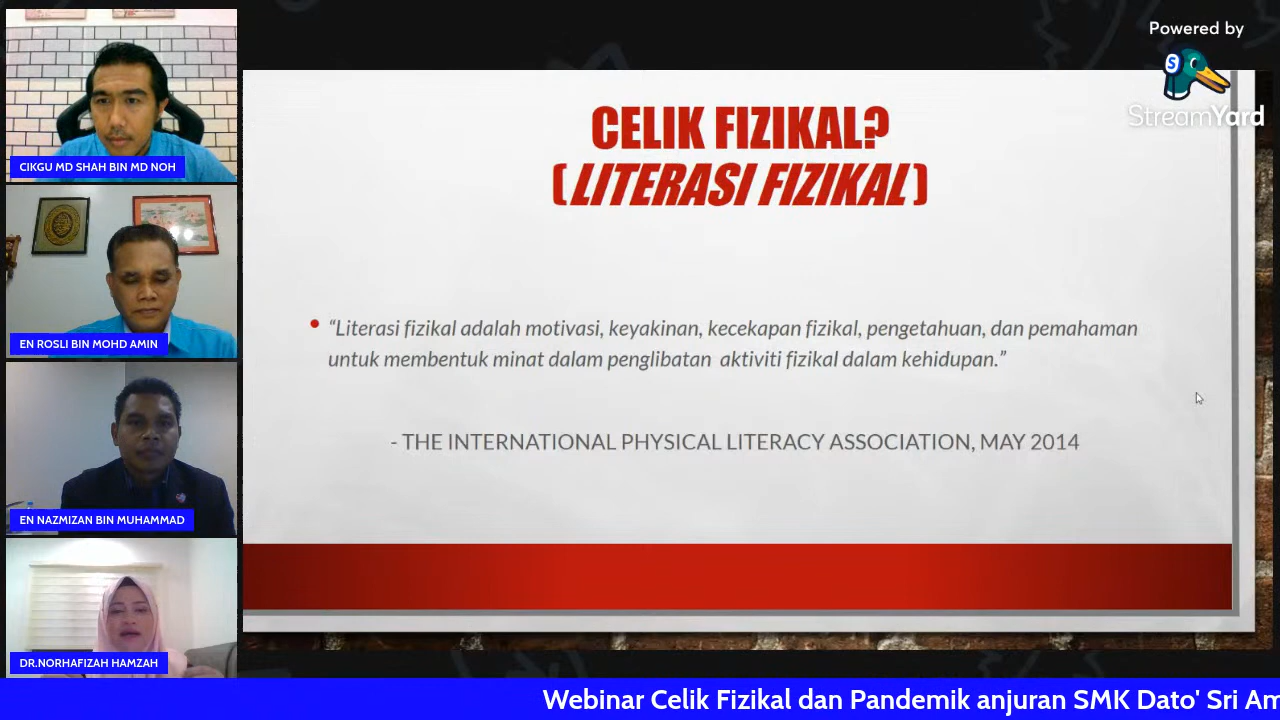 CIKGU MD SHAH BIN MD NOH
EN ROSLI BIN MOHD AMIN
EN NAZMIZAN BIN MUHAMMAD
DR.NORHAFIZAH HAMZAH
Powered by
S
StreamYard
CELIK FIZIKAL?
(LITERASI FIZIKAL)
“Literasi fizikal adalah motivasi, keyakinan, kecekapan fizikal, pengetahuan, dan pemahaman
untuk membentuk minat dalam penglibatan aktiviti fizikal dalam kehidupan.”
- THE INTERNATIONAL PHYSICAL LITERACY ASSOCIATION, MAY 2014
Webinar Celik Fizikal dan Pandemik anjuran SMK Dato' Sri Am